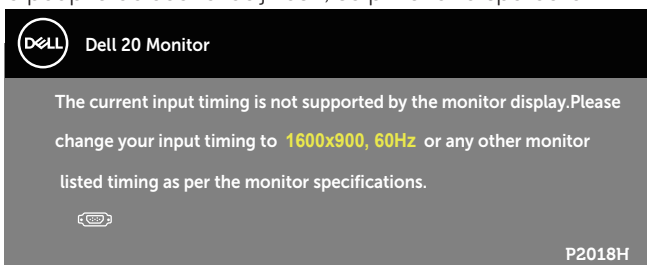 DELL
Dell 20 Monitor
The current input timing is not supported by the monitor display.Please
change your input timing to 1600x900, 60Hz or any other monitor
listed timing as per the monitor specifications.
P2018H